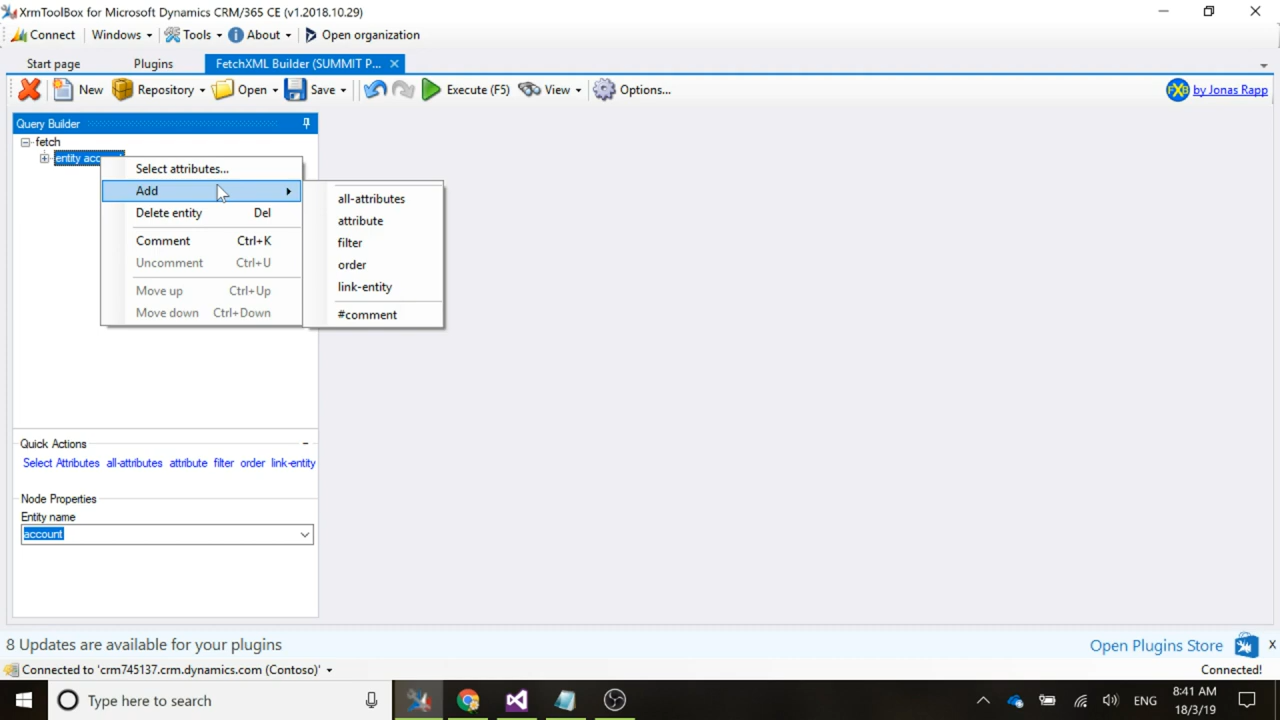 XrmToolBox for Microsoft Dynamics CRM/365 CE (v1.2018.10.29)
Connect Windows Tools About Open organization
Start page Plugins FetchXML Builder (SUMMIT P...
New Repository Open Save Execute (F5) View Options... FXB by Jonas Rapp
Query Builder
fetch
entity
Select attributes...
Add
Delete entity Del
Comment Ctrl+K
Uncomment Ctrl+U
Move up Ctrl+Up
Move down Ctrl+Down
all-attributes
attribute
filter
order
link-entity
#comment
Quick Actions
Select Attributes all-attributes attribute filter order link-entity
Node Properties
Entity name
account
8 Updates are available for your plugins Open Plugins Store X
Connected to 'crm745137.crm.dynamics.com (Contoso)' Connected!
Type here to search ENG 8:41 AM
18/3/19